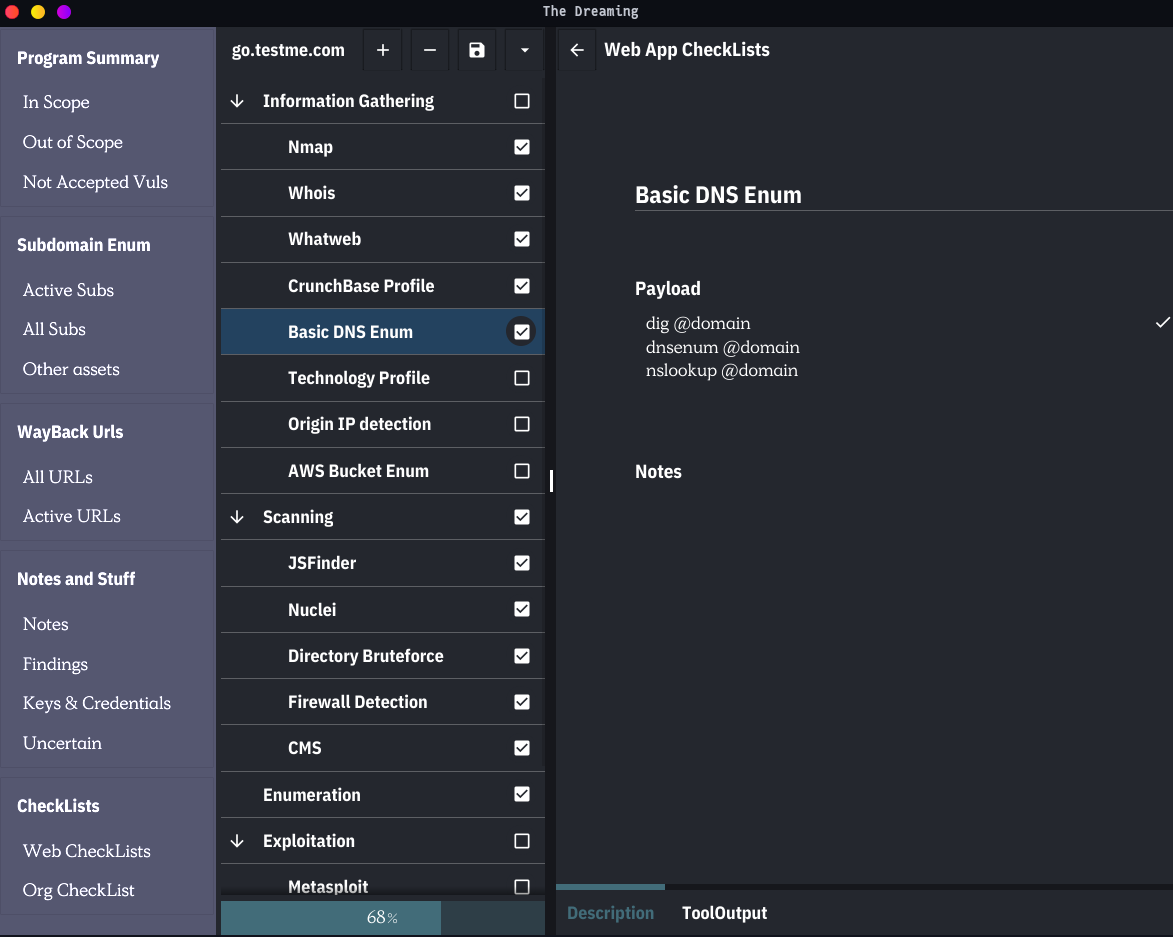 The Dreaming
Program Summary
In Scope
Out of Scope
Not Accepted Vuls
Subdomain Enum
Active Subs
All Subs
Other assets
WayBack Urls
All URLs
Active URLs
Notes and Stuff
Notes
Findings
Keys & Credentials
Uncertain
CheckLists
Web CheckLists
Org CheckList
go.testme.com
Information Gathering
Nmap
Whois
Whatweb
CrunchBase Profile
Basic DNS Enum
Technology Profile
Origin IP detection
AWS Bucket Enum
Scanning
JSFinder
Nuclei
Directory Bruteforce
Firewall Detection
CMS
Enumeration
Exploitation
Metasploit
68%
Web App CheckLists
Basic DNS Enum
Payload
dig @domain
dnsenum @domain
nslookup @domain
Notes
Description ToolOutput